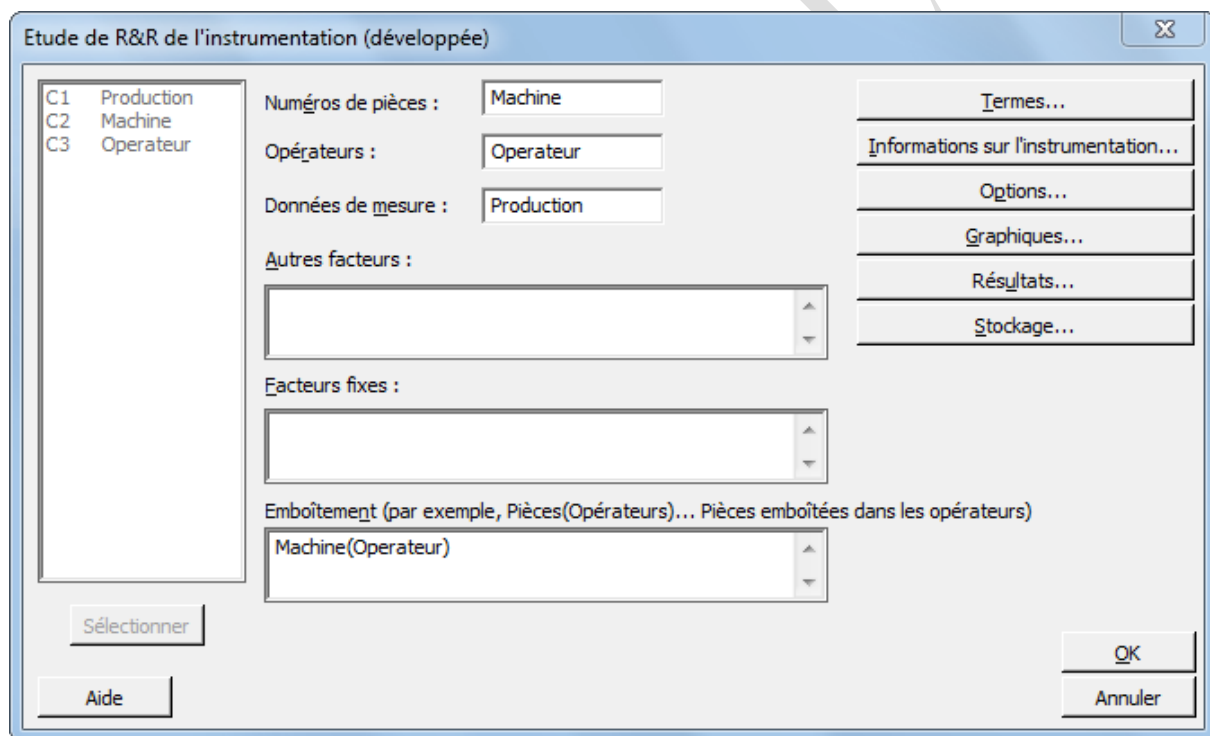 Etude de R&R de l'instrumentation (développée)
C1 Production
C2 Machine
C3 Operateur
Numéros de pièces : Machine
Opérateurs : Operateur
Données de mesure : Production
Autres facteurs :
Facteurs fixes :
Emboîtement (par exemple, Pièces(Opérateurs)... Pièces emboîtées dans les opérateurs)
Machine(Operateur)
Termes...
Informations sur l'instrumentation...
Options...
Graphiques...
Résultats...
Stockage...
Sélectionner
Aide
OK
Annuler